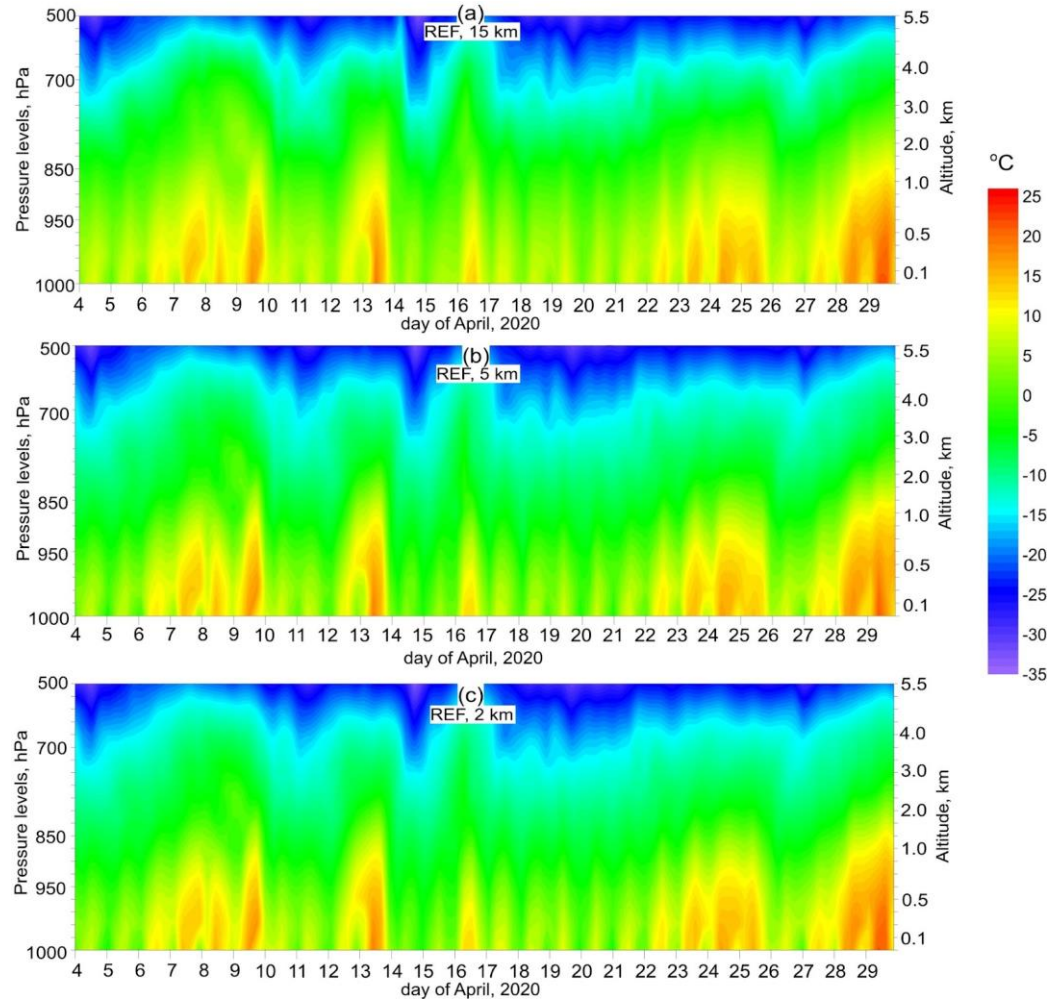 (a)
REF, 15 km
Pressure levels, hPa
500
700
850
950
1000
5.5
4.0
3.0
2.0
1.0
0.5
0.1
Altitude, km
4 5 6 7 8 9 10 11 12 13 14 15 16 17 18 19 20 21 22 23 24 25 26 27 28 29
day of April, 2020
(b)
REF, 5 km
Pressure levels, hPa
500
700
850
950
1000
5.5
4.0
3.0
2.0
1.0
0.5
0.1
Altitude, km
4 5 6 7 8 9 10 11 12 13 14 15 16 17 18 19 20 21 22 23 24 25 26 27 28 29
day of April, 2020
(c)
REF, 2 km
Pressure levels, hPa
500
700
850
950
1000
5.5
4.0
3.0
2.0
1.0
0.5
0.1
Altitude, km
4 5 6 7 8 9 10 11 12 13 14 15 16 17 18 19 20 21 22 23 24 25 26 27 28 29
day of April, 2020
°C
25
20
15
10
5
0
-5
-10
-15
-20
-25
-30
-35